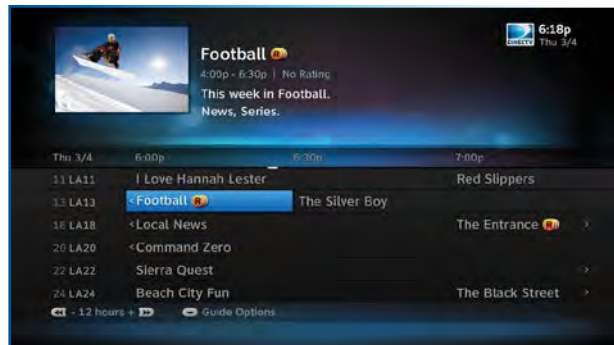 Football R
6:18p
DIRECTV Thu 3/4
4:00p - 6:30p | No Rating
This week in Football.
News, Series.
Thu 3/4 6:00p 6:30p 7:00p
11 LA11 I Love Hannah Lester Red Slippers
13 LA13 <Football R The Silver Boy
18 LA18 <Local News The Entrance R >
20 LA20 <Command Zero
22 LA22 Sierra Quest >
24 LA24 Beach City Fun The Black Street >
- 12 hours + Guide Options